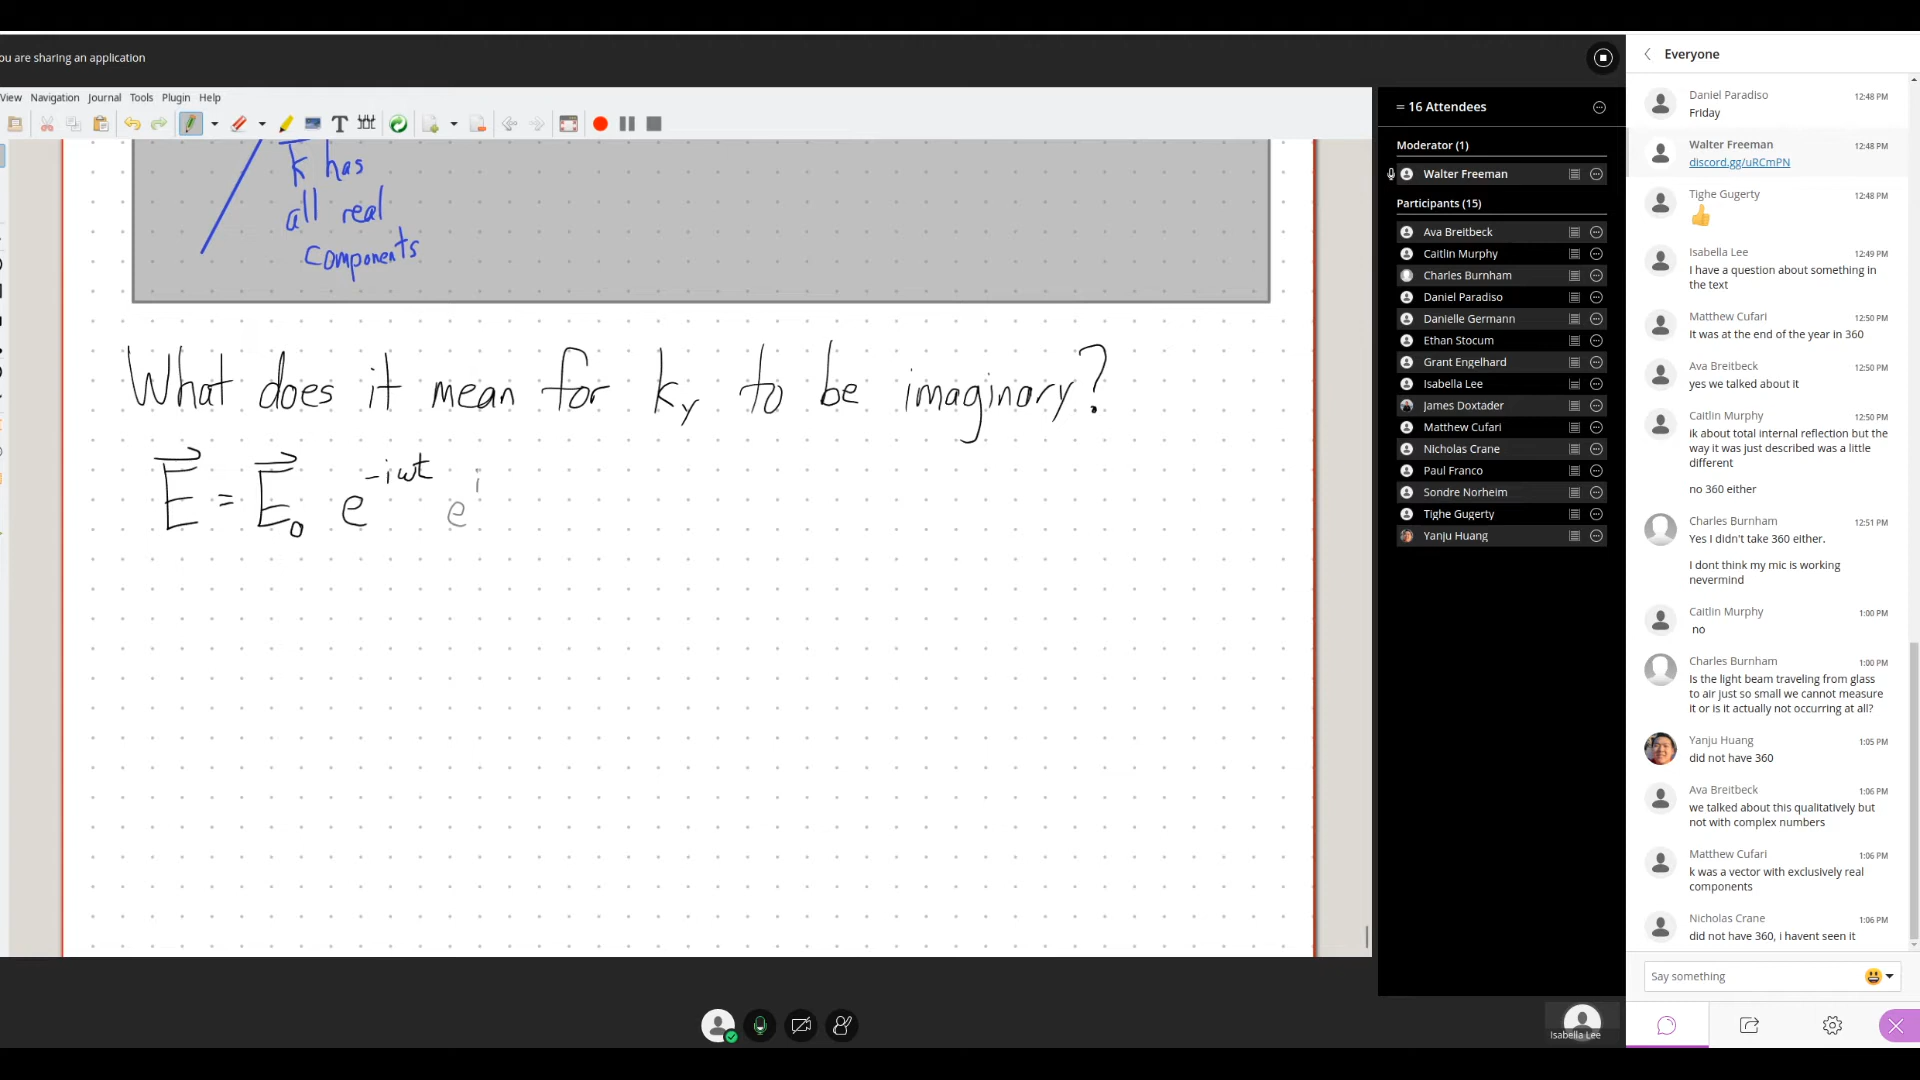 ou are sharing an application
View Navigation Journal Tools Plugin Help
k has
all real
components
What does it mean for ky to be imaginary?
E = E0 e^-iωt e^i
= 16 Attendees
Moderator (1)
Walter Freeman
Participants (15)
Ava Breitbeck
Caitlin Murphy
Charles Burnham
Daniel Paradiso
Danielle Germann
Ethan Stocum
Grant Engelhard
Isabella Lee
James Doxtader
Matthew Cufari
Nicholas Crane
Paul Franco
Sondre Norheim
Tighe Gugerty
Yanju Huang
Isabella Lee
Everyone
Daniel Paradiso 12:48 PM
Friday
Walter Freeman 12:48 PM
discord.gg/uRCmPN
Tighe Gugerty 12:48 PM
👍
Isabella Lee 12:49 PM
I have a question about something in
the text
Matthew Cufari 12:50 PM
It was at the end of the year in 360
Ava Breitbeck 12:50 PM
yes we talked about it
Caitlin Murphy 12:50 PM
ik about total internal reflection but the
way it was just described was a little
different
no 360 either
Charles Burnham 12:51 PM
Yes I didn't take 360 either.
I dont think my mic is working
nevermind
Caitlin Murphy 1:00 PM
no
Charles Burnham 1:00 PM
Is the light beam traveling from glass
to air just so small we cannot measure
it or is it actually not occurring at all?
Yanju Huang 1:05 PM
did not have 360
Ava Breitbeck 1:06 PM
we talked about this qualitatively but
not with complex numbers
Matthew Cufari 1:06 PM
k was a vector with exclusively real
components
Nicholas Crane 1:06 PM
did not have 360, i havent seen it
Say something